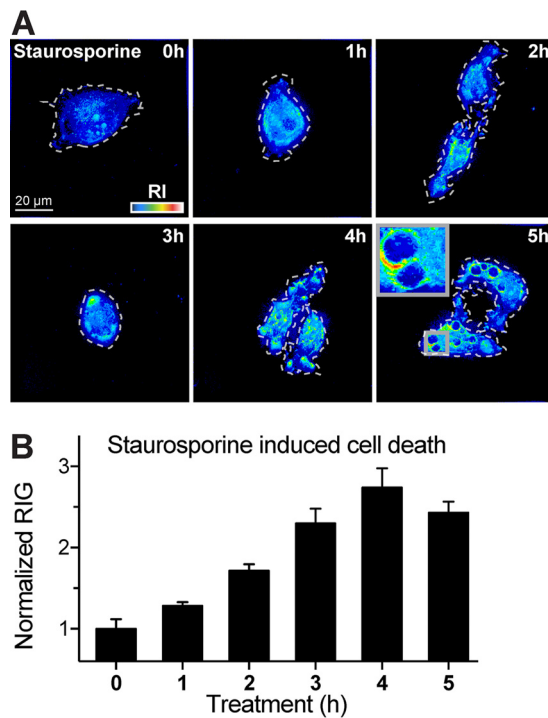 A
Staurosporine 0h
1h
2h
20 µm
RI
3h
4h
5h
B
Staurosporine induced cell death
Normalized RIG
3
2
1
0 1 2 3 4 5
Treatment (h)